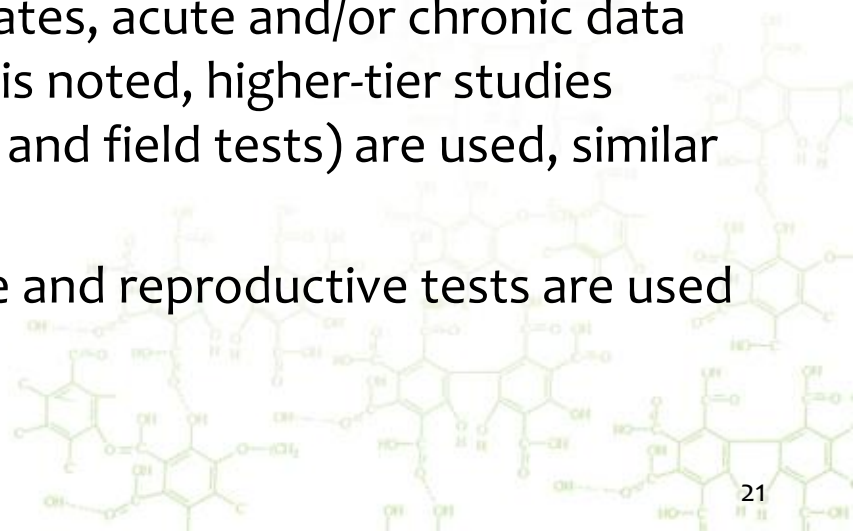 ates, acute and/or chronic data
is noted, higher-tier studies
and field tests) are used, similar
e and reproductive tests are used
21